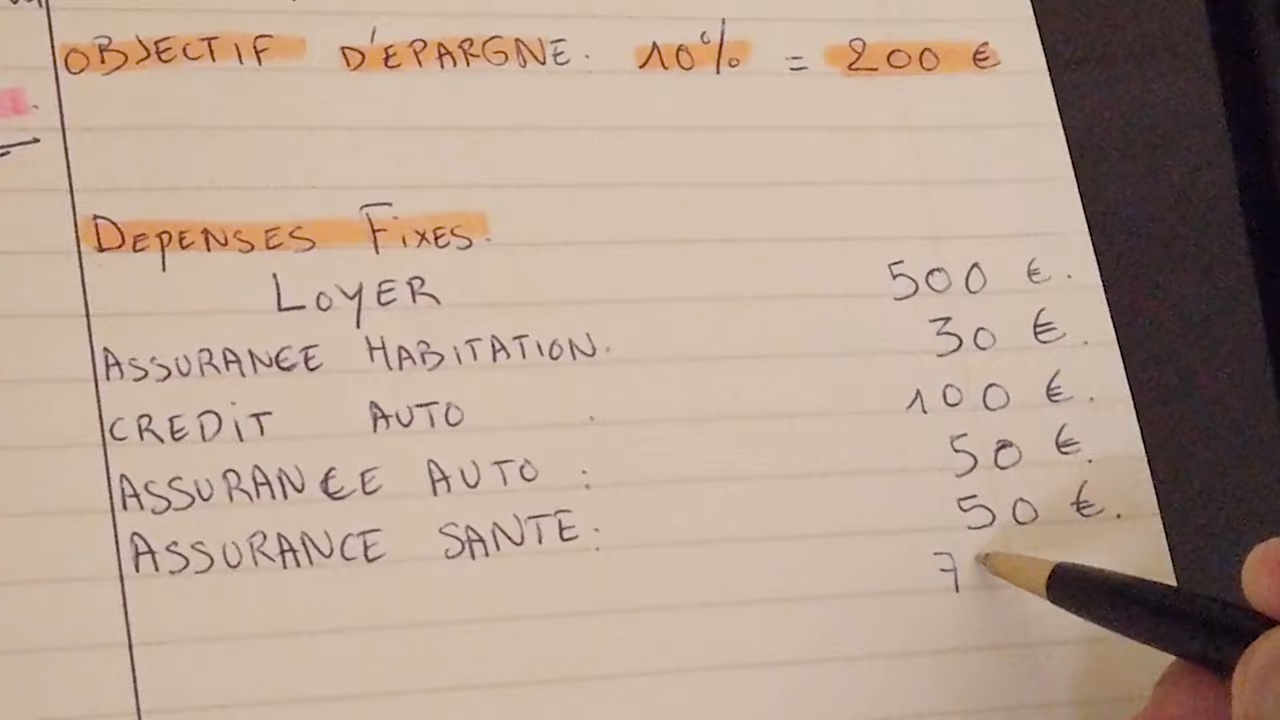 OBJECTIF D'EPARGNE. 10% = 200 €
DEPENSES FIXES.
LOYER 500 €.
ASSURANCE HABITATION. 30 €.
CREDIT AUTO . 100 €.
ASSURANCE AUTO : 50 €.
ASSURANCE SANTE: 50 €.
7